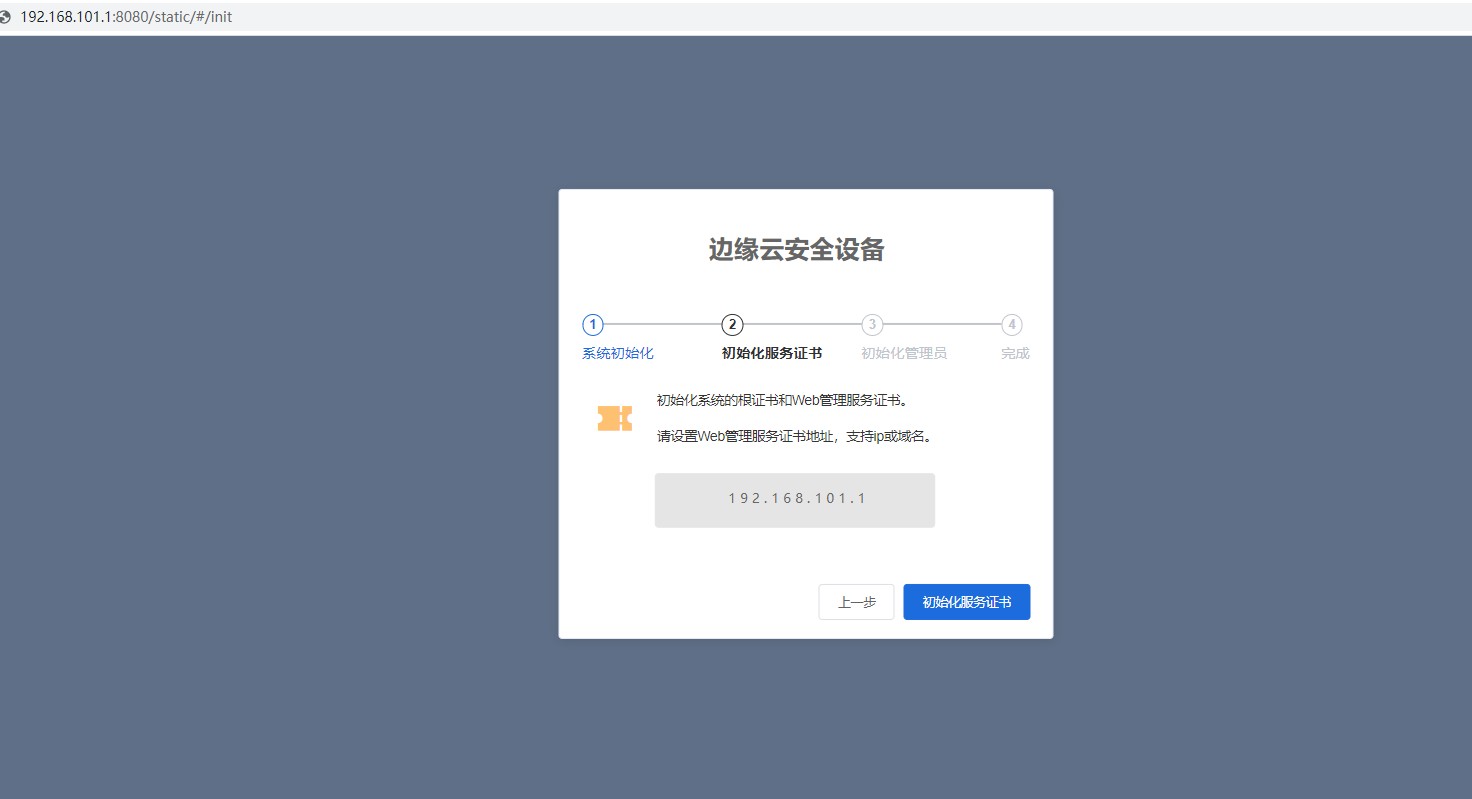 192.168.101.1:8080/static/#/init
边缘云安全设备
1 2 3 4
系统初始化 初始化服务证书 初始化管理员 完成
初始化系统的根证书和Web管理服务证书。
请设置Web管理服务证书地址，支持ip或域名。
192.168.101.1
上一步 初始化服务证书